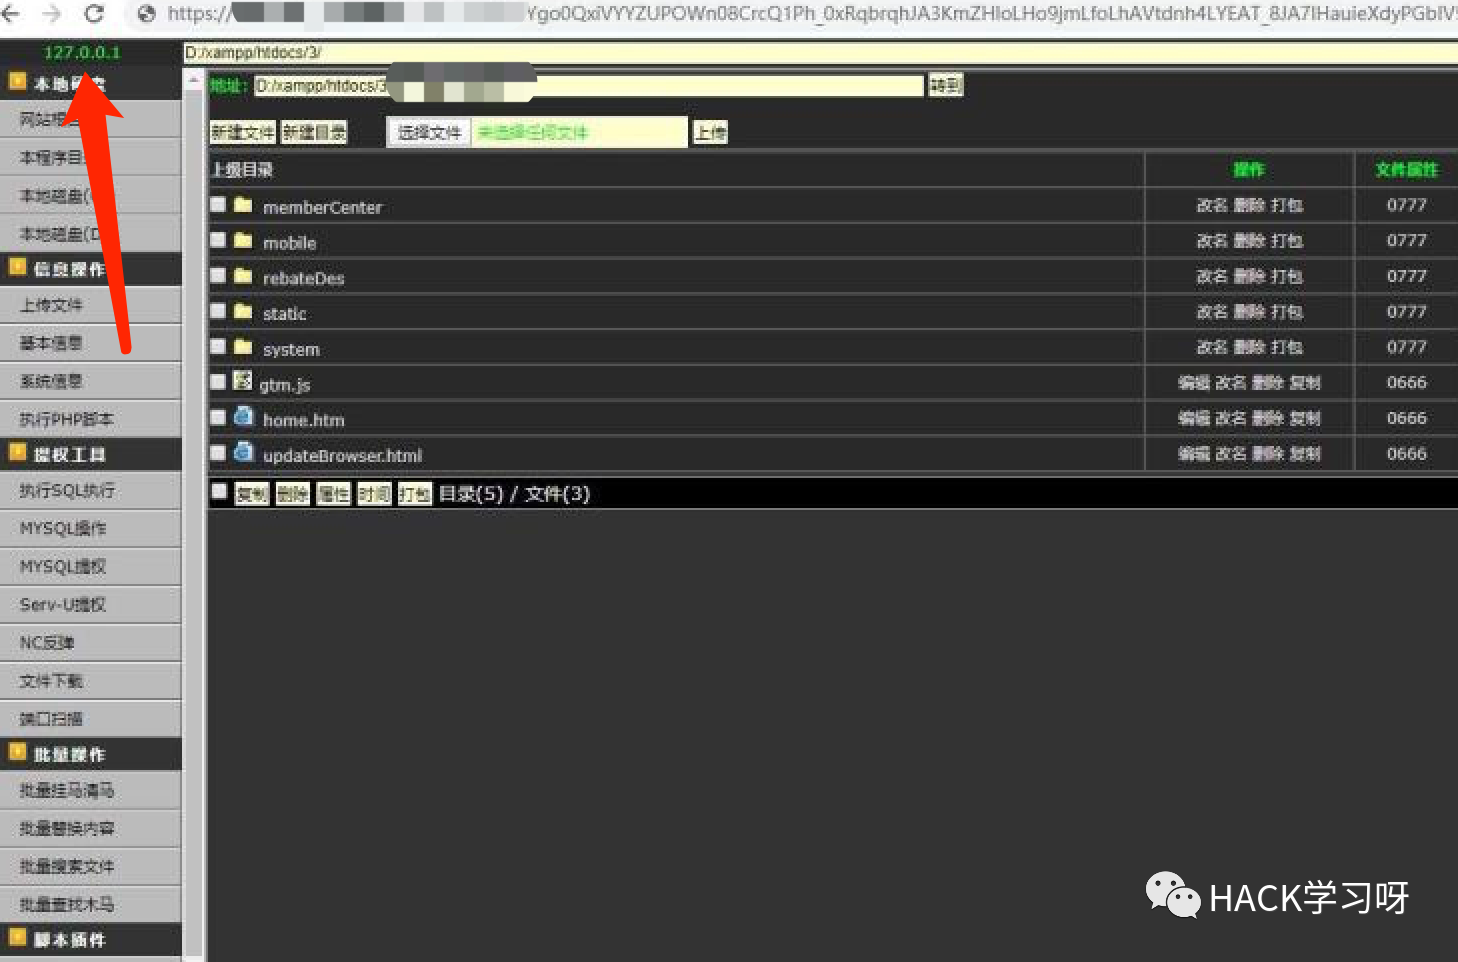 https://
Ygo0QxiVYYZUPOWn08CrcQ1Ph_0xRqbrqhJA3KmZHIoLHo9jmLfoLhAVtdnh4LYEAT_8JA7IHauieXdyPGbIV
127.0.0.1
D:/xampp/htdocs/3/
本地
网站根
本程序目
本地磁盘(
本地磁盘(D
信息操作
上传文件
基本信息
系统信息
执行PHP脚本
提权工具
执行SQL执行
MYSQL操作
MYSQL提权
Serv-U提权
NC反弹
文件下载
端口扫描
批量操作
批量挂马清马
批量替换内容
批量搜索文件
批量查找木马
脚本插件
地址: D:/xampp/htdocs/3 转到
新建文件 新建目录 选择文件 未选择任何文件 上传
上级目录 操作 文件属性
memberCenter 改名 删除 打包 0777
mobile 改名 删除 打包 0777
rebateDes 改名 删除 打包 0777
static 改名 删除 打包 0777
system 改名 删除 打包 0777
gtm.js 编辑 改名 删除 复制 0666
home.htm 编辑 改名 删除 复制 0666
updateBrowser.html 编辑 改名 删除 复制 0666
复制 删除 属性 时间 打包 目录(5) / 文件(3)
HACK学习呀